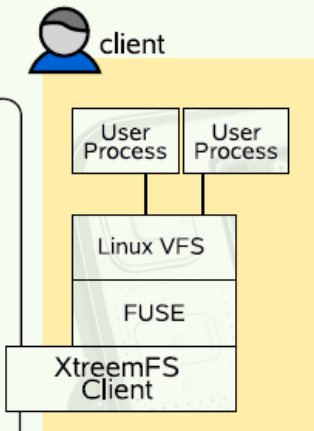 client
User Process
User Process
Linux VFS
FUSE
XtreemFS
Client